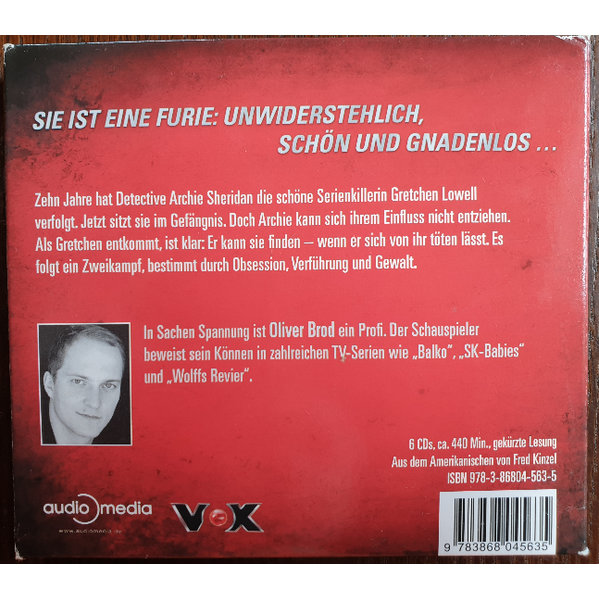 SIE IST EINE FURIE: UNWIDERSTEHLICH,
SCHÖN UND GNADENLOS ...
Zehn Jahre hat Detective Archie Sheridan die schöne Serienkillerin Gretchen Lowell
verfolgt. Jetzt sitzt sie im Gefängnis. Doch Archie kann sich ihrem Einfluss nicht entziehen.
Als Gretchen entkommt, ist klar: Er kann sie finden – wenn er sich von ihr töten lässt. Es
folgt ein Zweikampf, bestimmt durch Obsession, Verführung und Gewalt.
In Sachen Spannung ist Oliver Brod ein Profi. Der Schauspieler
beweist sein Können in zahlreichen TV-Serien wie „Balko“, „SK-Babies“
und „Wolffs Revier“.
6 CDs, ca. 440 Min., gekürzte Lesung
Aus dem Amerikanischen von Fred Kinzel
ISBN 978-3-86804-563-5
audio media
www.audiomedia.de
VOX
9 783868 045635